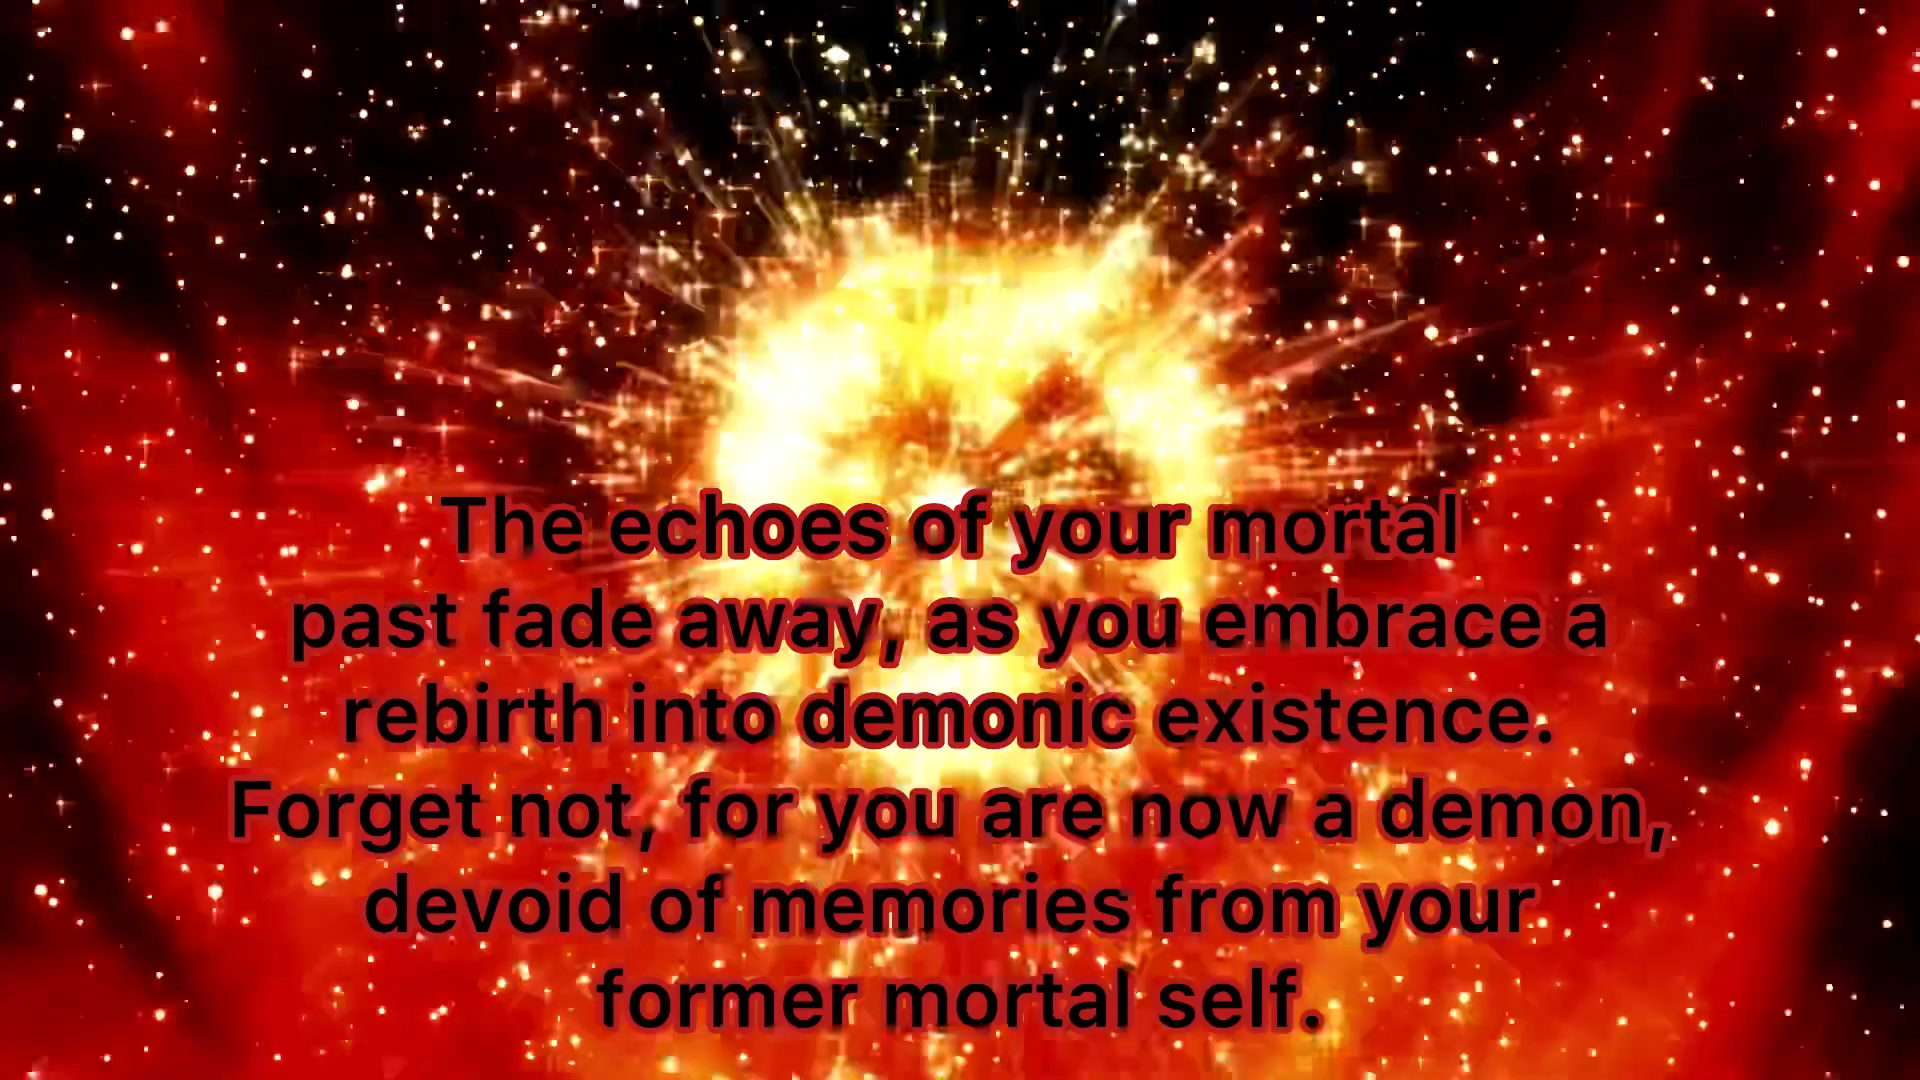 The echoes of your mortal
past fade away, as you embrace a
rebirth into demonic existence.
Forget not, for you are now a demon,
devoid of memories from your
former mortal self.